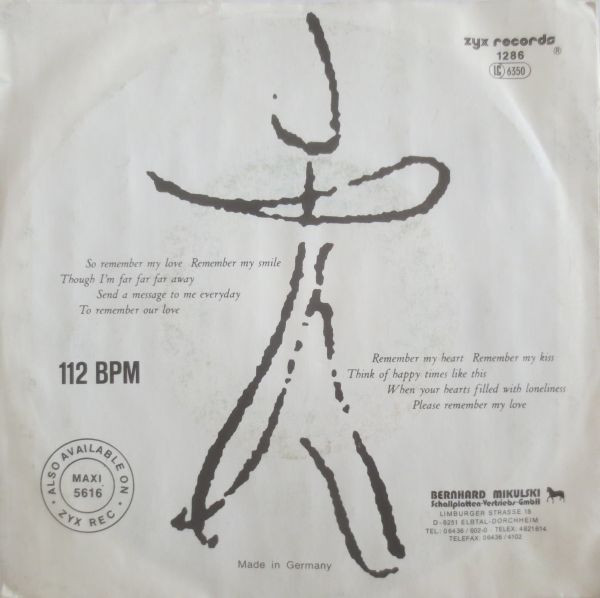 zyx records
®
1286
LC 6350
So remember my love Remember my smile
Though I'm far far far away
Send a message to me everyday
To remember our love
112 BPM
Remember my heart Remember my kiss
Think of happy times like this
When your hearts filled with loneliness
Please remember my love
• ALSO AVAILABLE ON •
MAXI
5616
ZYX REC.
BERNHARD MIKULSKI
Schallplatten-Vertriebs-GmbH
LIMBURGER STRASSE 18
D-6251 ELBTAL-DORCHHEIM
TEL: 06436 / 602-0 · TELEX: 4821614
TELEFAX: 06436 / 4102
Made in Germany